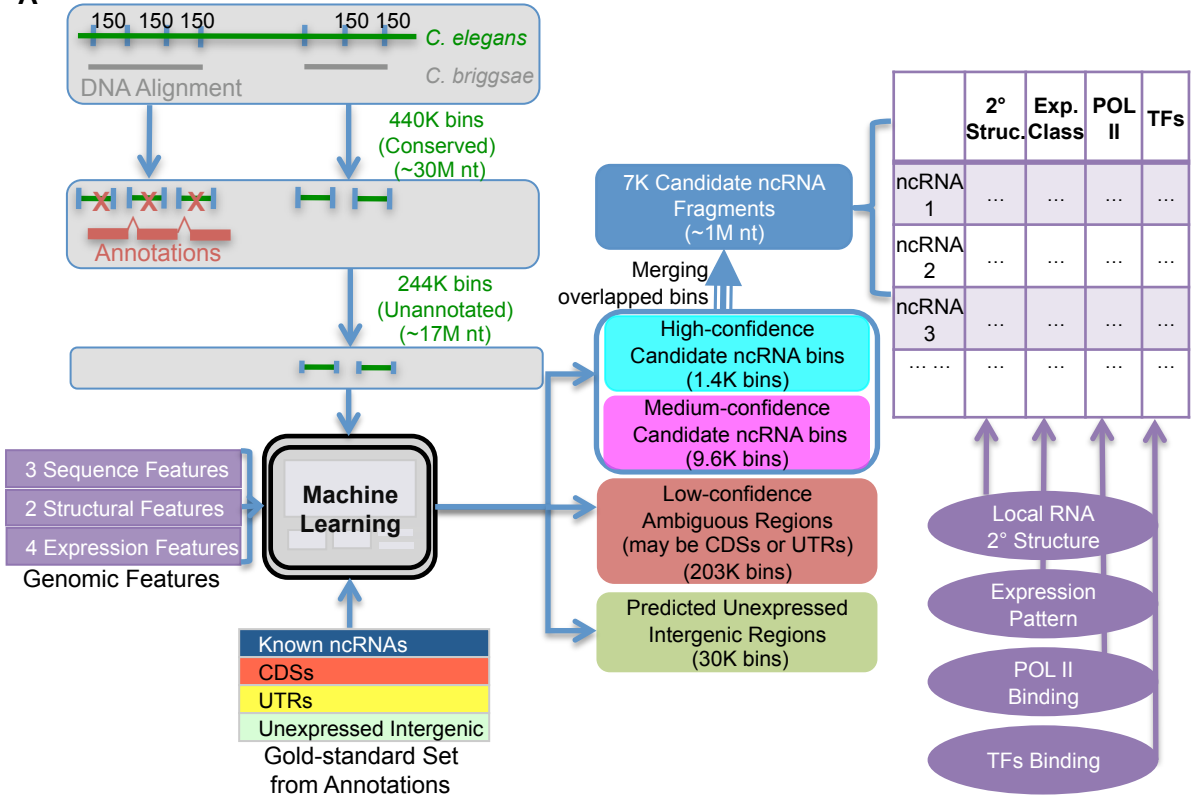 A
150 150 150 150 150
C. elegans
C. briggsae
DNA Alignment
440K bins
(Conserved)
(~30M nt)
X X X
Annotations
244K bins
(Unannotated)
(~17M nt)
3 Sequence Features
2 Structural Features
4 Expression Features
Genomic Features
Machine
Learning
Known ncRNAs
CDSs
UTRs
Unexpressed Intergenic
Gold-standard Set
from Annotations
7K Candidate ncRNA
Fragments
(~1M nt)
Merging
overlapped bins
High-confidence
Candidate ncRNA bins
(1.4K bins)
Medium-confidence
Candidate ncRNA bins
(9.6K bins)
Low-confidence
Ambiguous Regions
(may be CDSs or UTRs)
(203K bins)
Predicted Unexpressed
Intergenic Regions
(30K bins)
2° Exp. POL TFs
Struc. Class II
ncRNA
1 ... ... ... ...
ncRNA
2 ... ... ... ...
ncRNA
3 ... ... ... ...
... ... ... ... ... ...
Local RNA
2° Structure
Expression
Pattern
POL II
Binding
TFs Binding